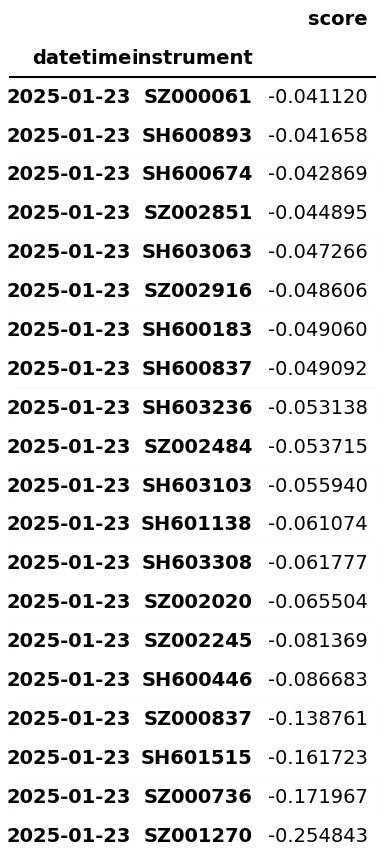 score
datetime instrument
2025-01-23 SZ000061 -0.041120
2025-01-23 SH600893 -0.041658
2025-01-23 SH600674 -0.042869
2025-01-23 SZ002851 -0.044895
2025-01-23 SH603063 -0.047266
2025-01-23 SZ002916 -0.048606
2025-01-23 SH600183 -0.049060
2025-01-23 SH600837 -0.049092
2025-01-23 SH603236 -0.053138
2025-01-23 SZ002484 -0.053715
2025-01-23 SH603103 -0.055940
2025-01-23 SH601138 -0.061074
2025-01-23 SH603308 -0.061777
2025-01-23 SZ002020 -0.065504
2025-01-23 SZ002245 -0.081369
2025-01-23 SH600446 -0.086683
2025-01-23 SZ000837 -0.138761
2025-01-23 SH601515 -0.161723
2025-01-23 SZ000736 -0.171967
2025-01-23 SZ001270 -0.254843